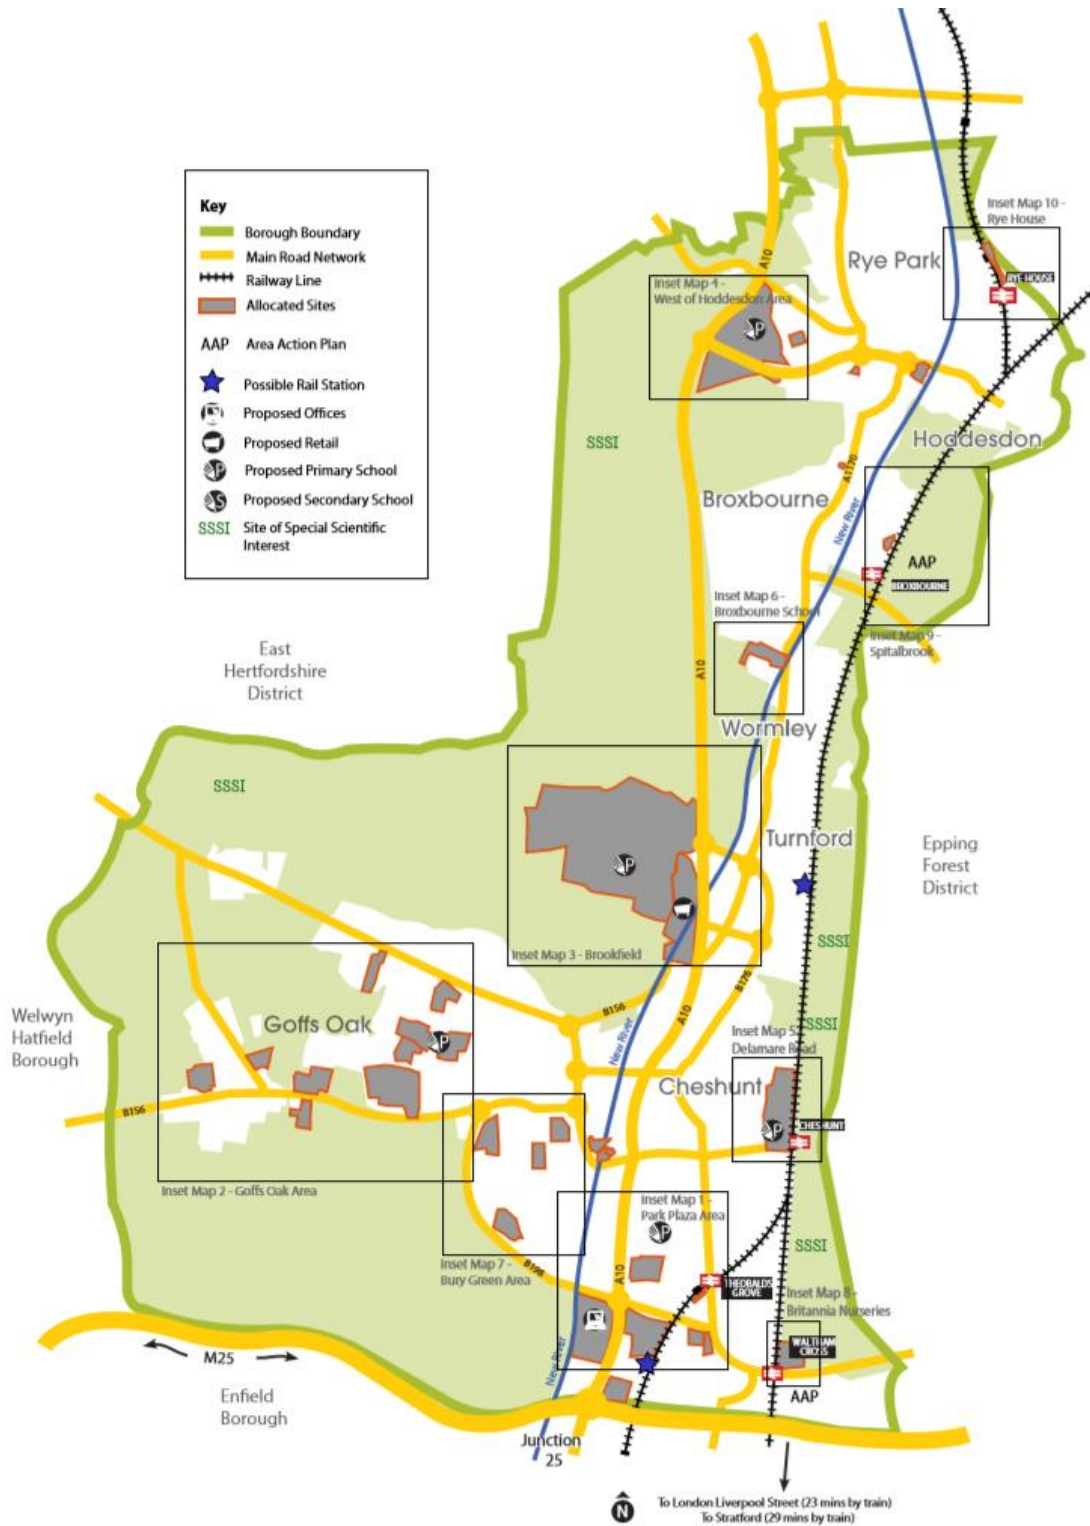 Key
Borough Boundary
Main Road Network
Railway Line
Allocated Sites
AAP Area Action Plan
Possible Rail Station
Proposed Offices
Proposed Retail
P Proposed Primary School
S Proposed Secondary School
SSSI Site of Special Scientific
Interest
Inset Map 10 -
Rye House
Rye Park
RYE HOUSE
A10
Inset Map 4 -
West of Hoddesdon Area
P
SSSI
Hoddesdon
A1170
Broxbourne
New River
AAP
BROXBOURNE
Inset Map 6 -
Broxbourne School
Inset Map 9 -
Spitalbrook
East
Hertfordshire
District
A10
Wormley
SSSI
Turnford
Epping
Forest
District
P
SSSI
Inset Map 3 - Brookfield
B176
B156
A10
Welwyn
Hatfield
Borough
Goffs Oak
P
New River
SSSI
Inset Map 5 -
Delamare Road
Cheshunt
B156
P
CHESHUNT
Inset Map 2 - Goffs Oak Area
Inset Map 1 -
Park Plaza Area
P
SSSI
Inset Map 7 -
Bury Green Area
B198
A10
THEOBALDS
GROVE
Inset Map 8 -
Britannia Nurseries
WALTHAM
CROSS
M25
New River
AAP
Enfield
Borough
Junction
25
N
To London Liverpool Street (23 mins by train)
To Stratford (29 mins by train)